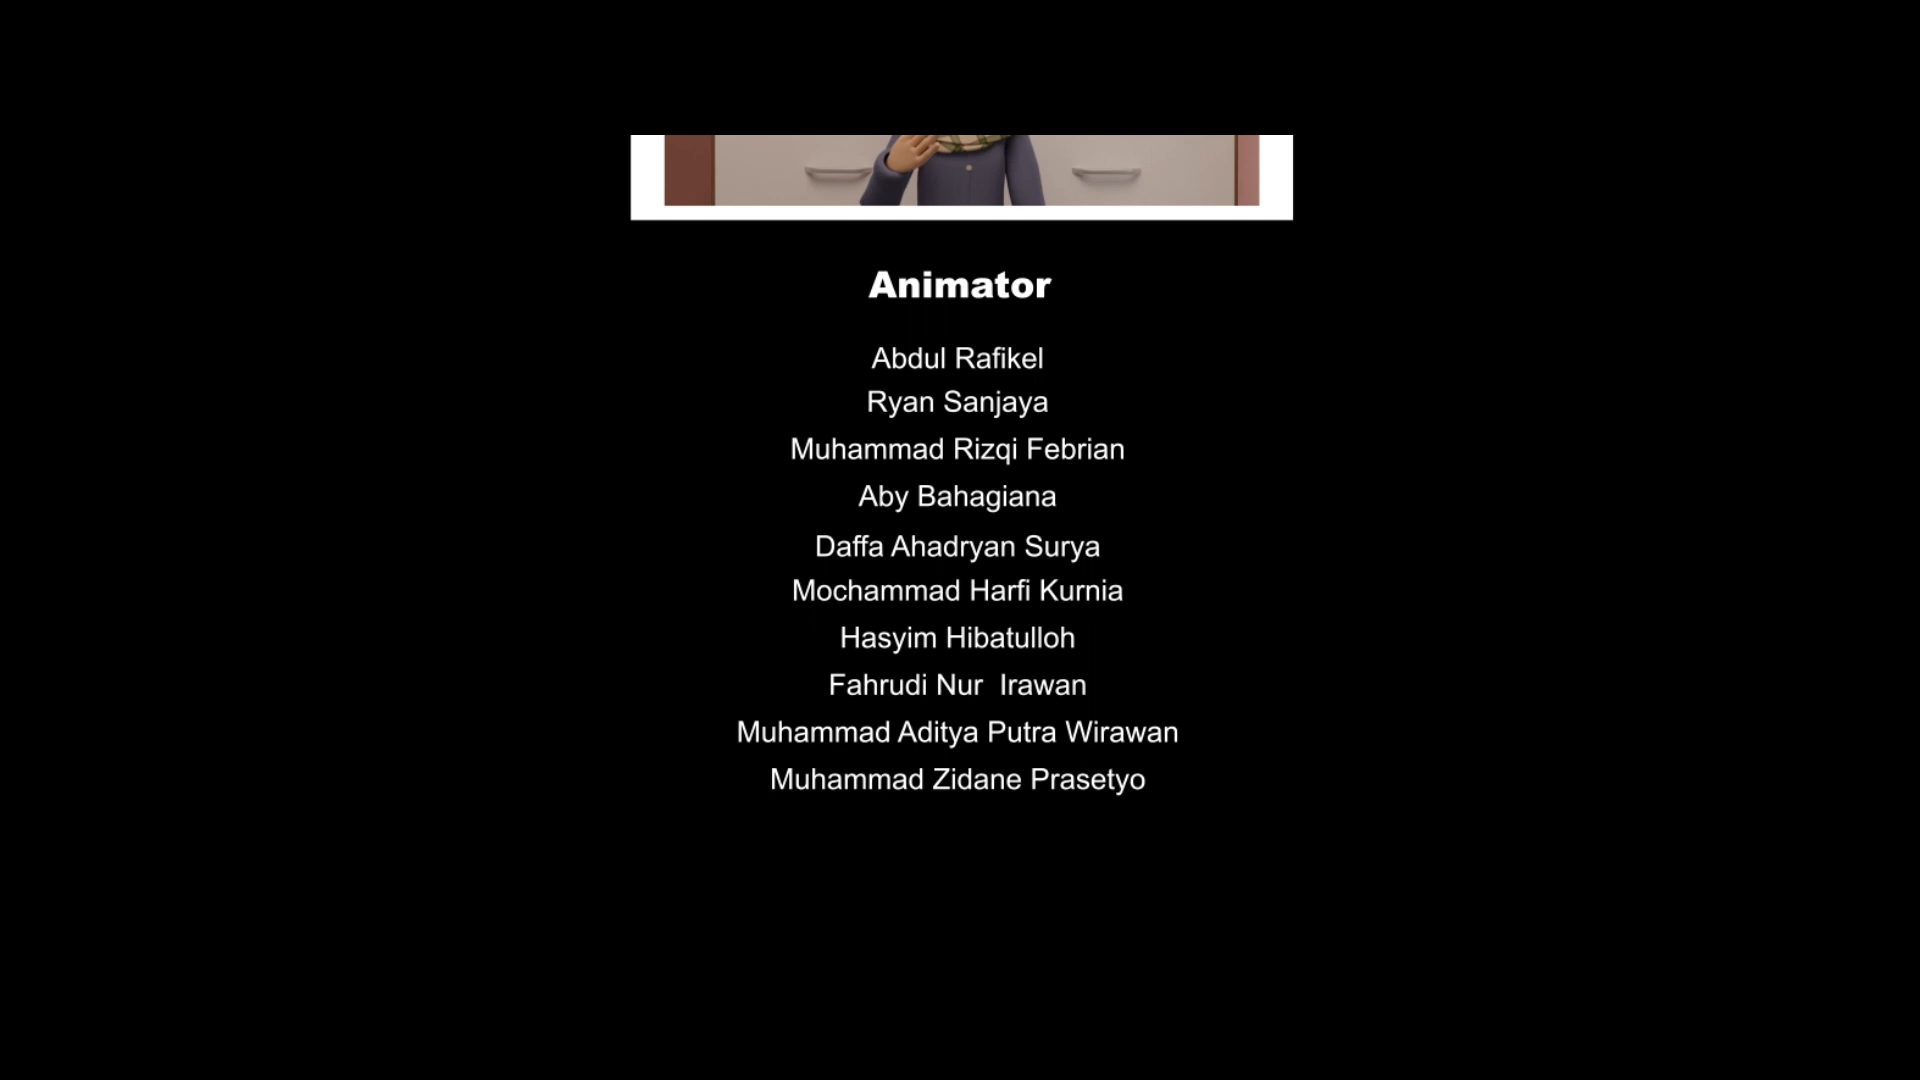 Animator
Abdul Rafikel
Ryan Sanjaya
Muhammad Rizqi Febrian
Aby Bahagiana
Daffa Ahadryan Surya
Mochammad Harfi Kurnia
Hasyim Hibatulloh
Fahrudi Nur  Irawan
Muhammad Aditya Putra Wirawan
Muhammad Zidane Prasetyo